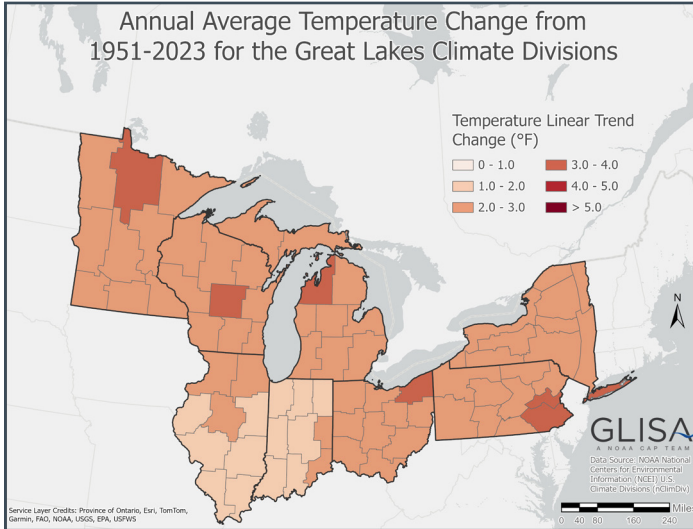 Annual Average Temperature Change from
1951-2023 for the Great Lakes Climate Divisions
Temperature Linear Trend
Change (°F)
0 - 1.0
1.0 - 2.0
2.0 - 3.0
3.0 - 4.0
4.0 - 5.0
> 5.0
N
GLISA
A NOAA CAP TEAM
Data Source: NOAA National
Centers for Environmental
Information (NCEI) U.S.
Climate Divisions (nClimDiv)
Miles
0 40 80 160 240
Service Layer Credits: Province of Ontario, Esri, TomTom,
Garmin, FAO, NOAA, USGS, EPA, USFWS